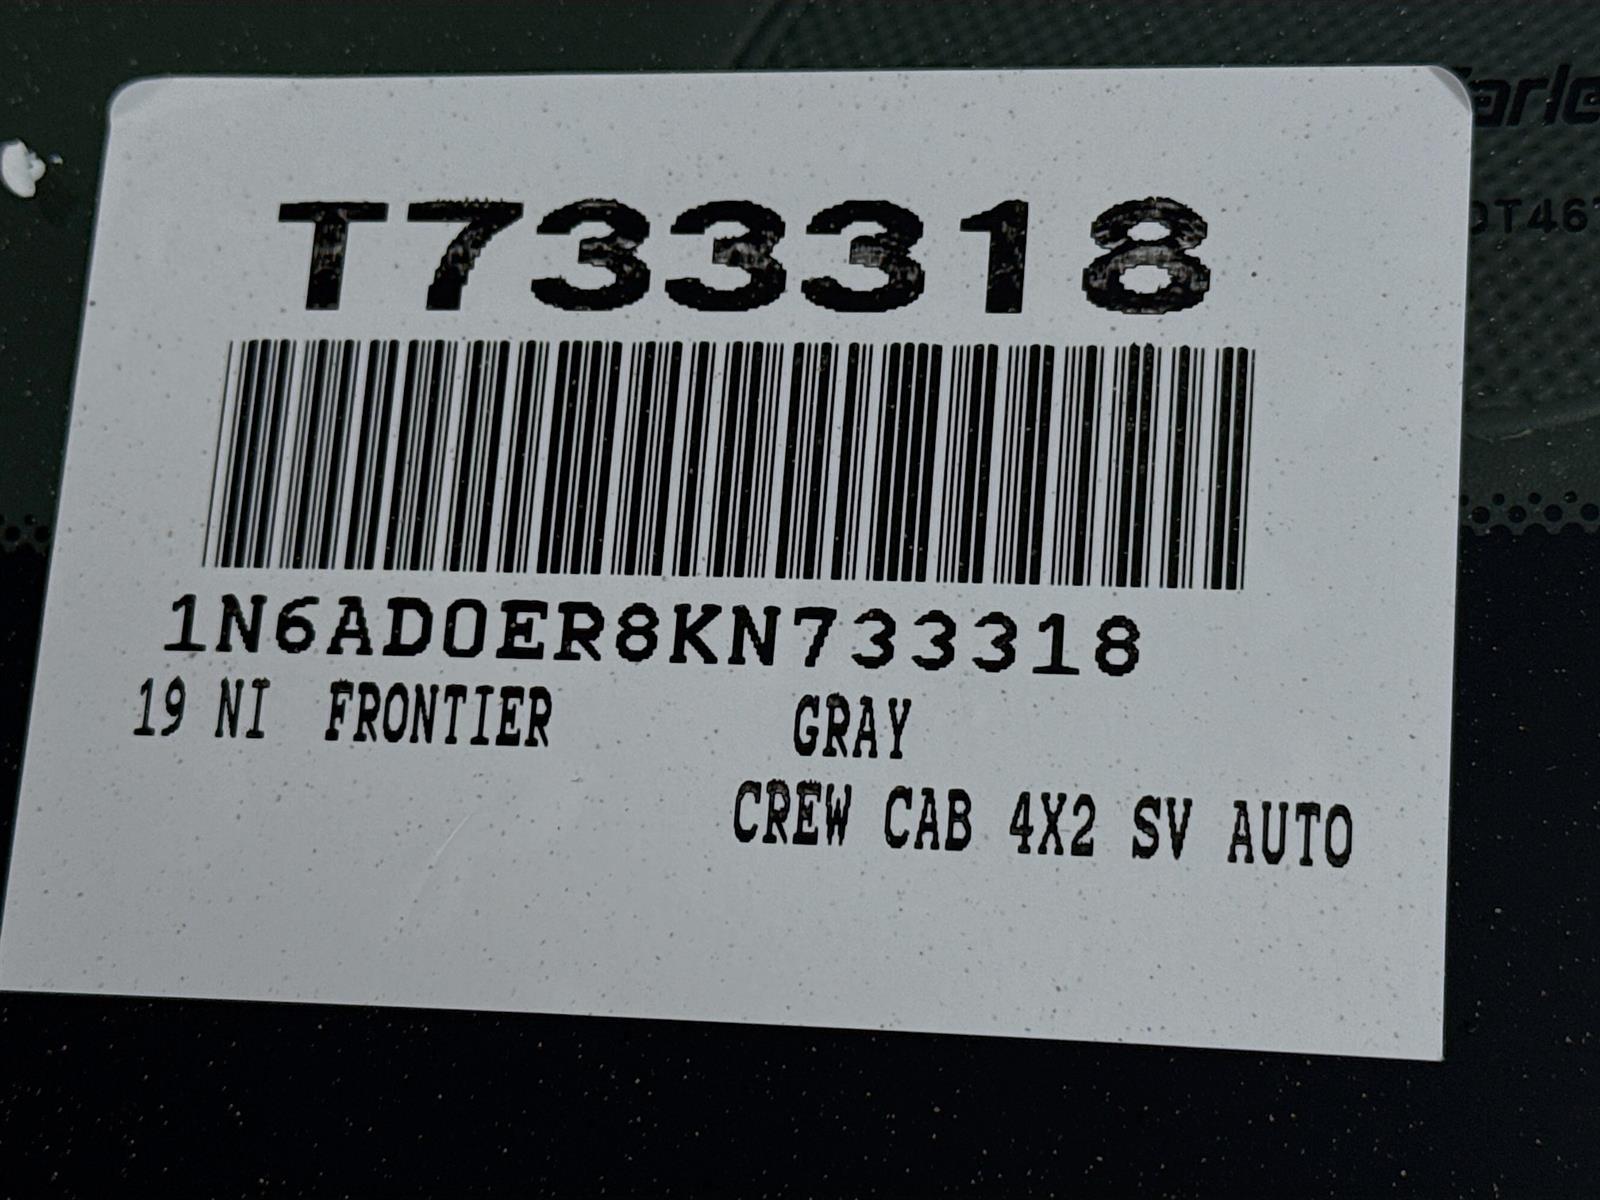 T733318
1N6AD0ER8KN733318
19 NI FRONTIER GRAY
CREW CAB 4X2 SV AUTO